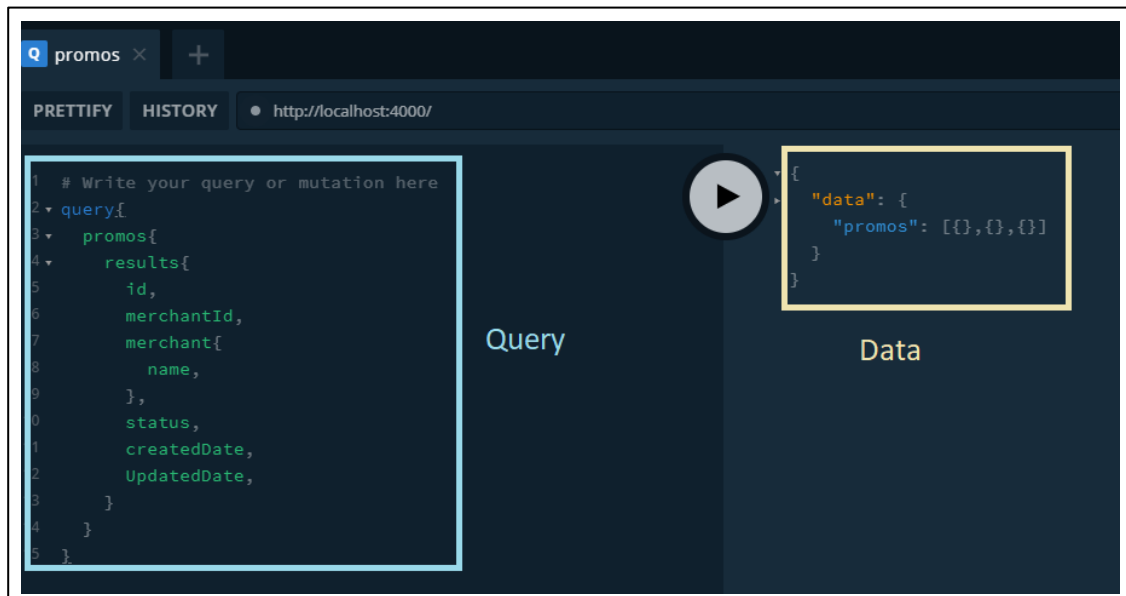 Q promos × +
PRETTIFY HISTORY http://localhost:4000/
1 # Write your query or mutation here
2 query{
3 promos{
4 results{
5 id,
6 merchantId,
7 merchant{
8 name,
9 },
0 status,
1 createdDate,
2 UpdatedDate,
3 }
4 }
5 }
Query
{
"data": {
"promos": [{},{},{}]
}
}
Data